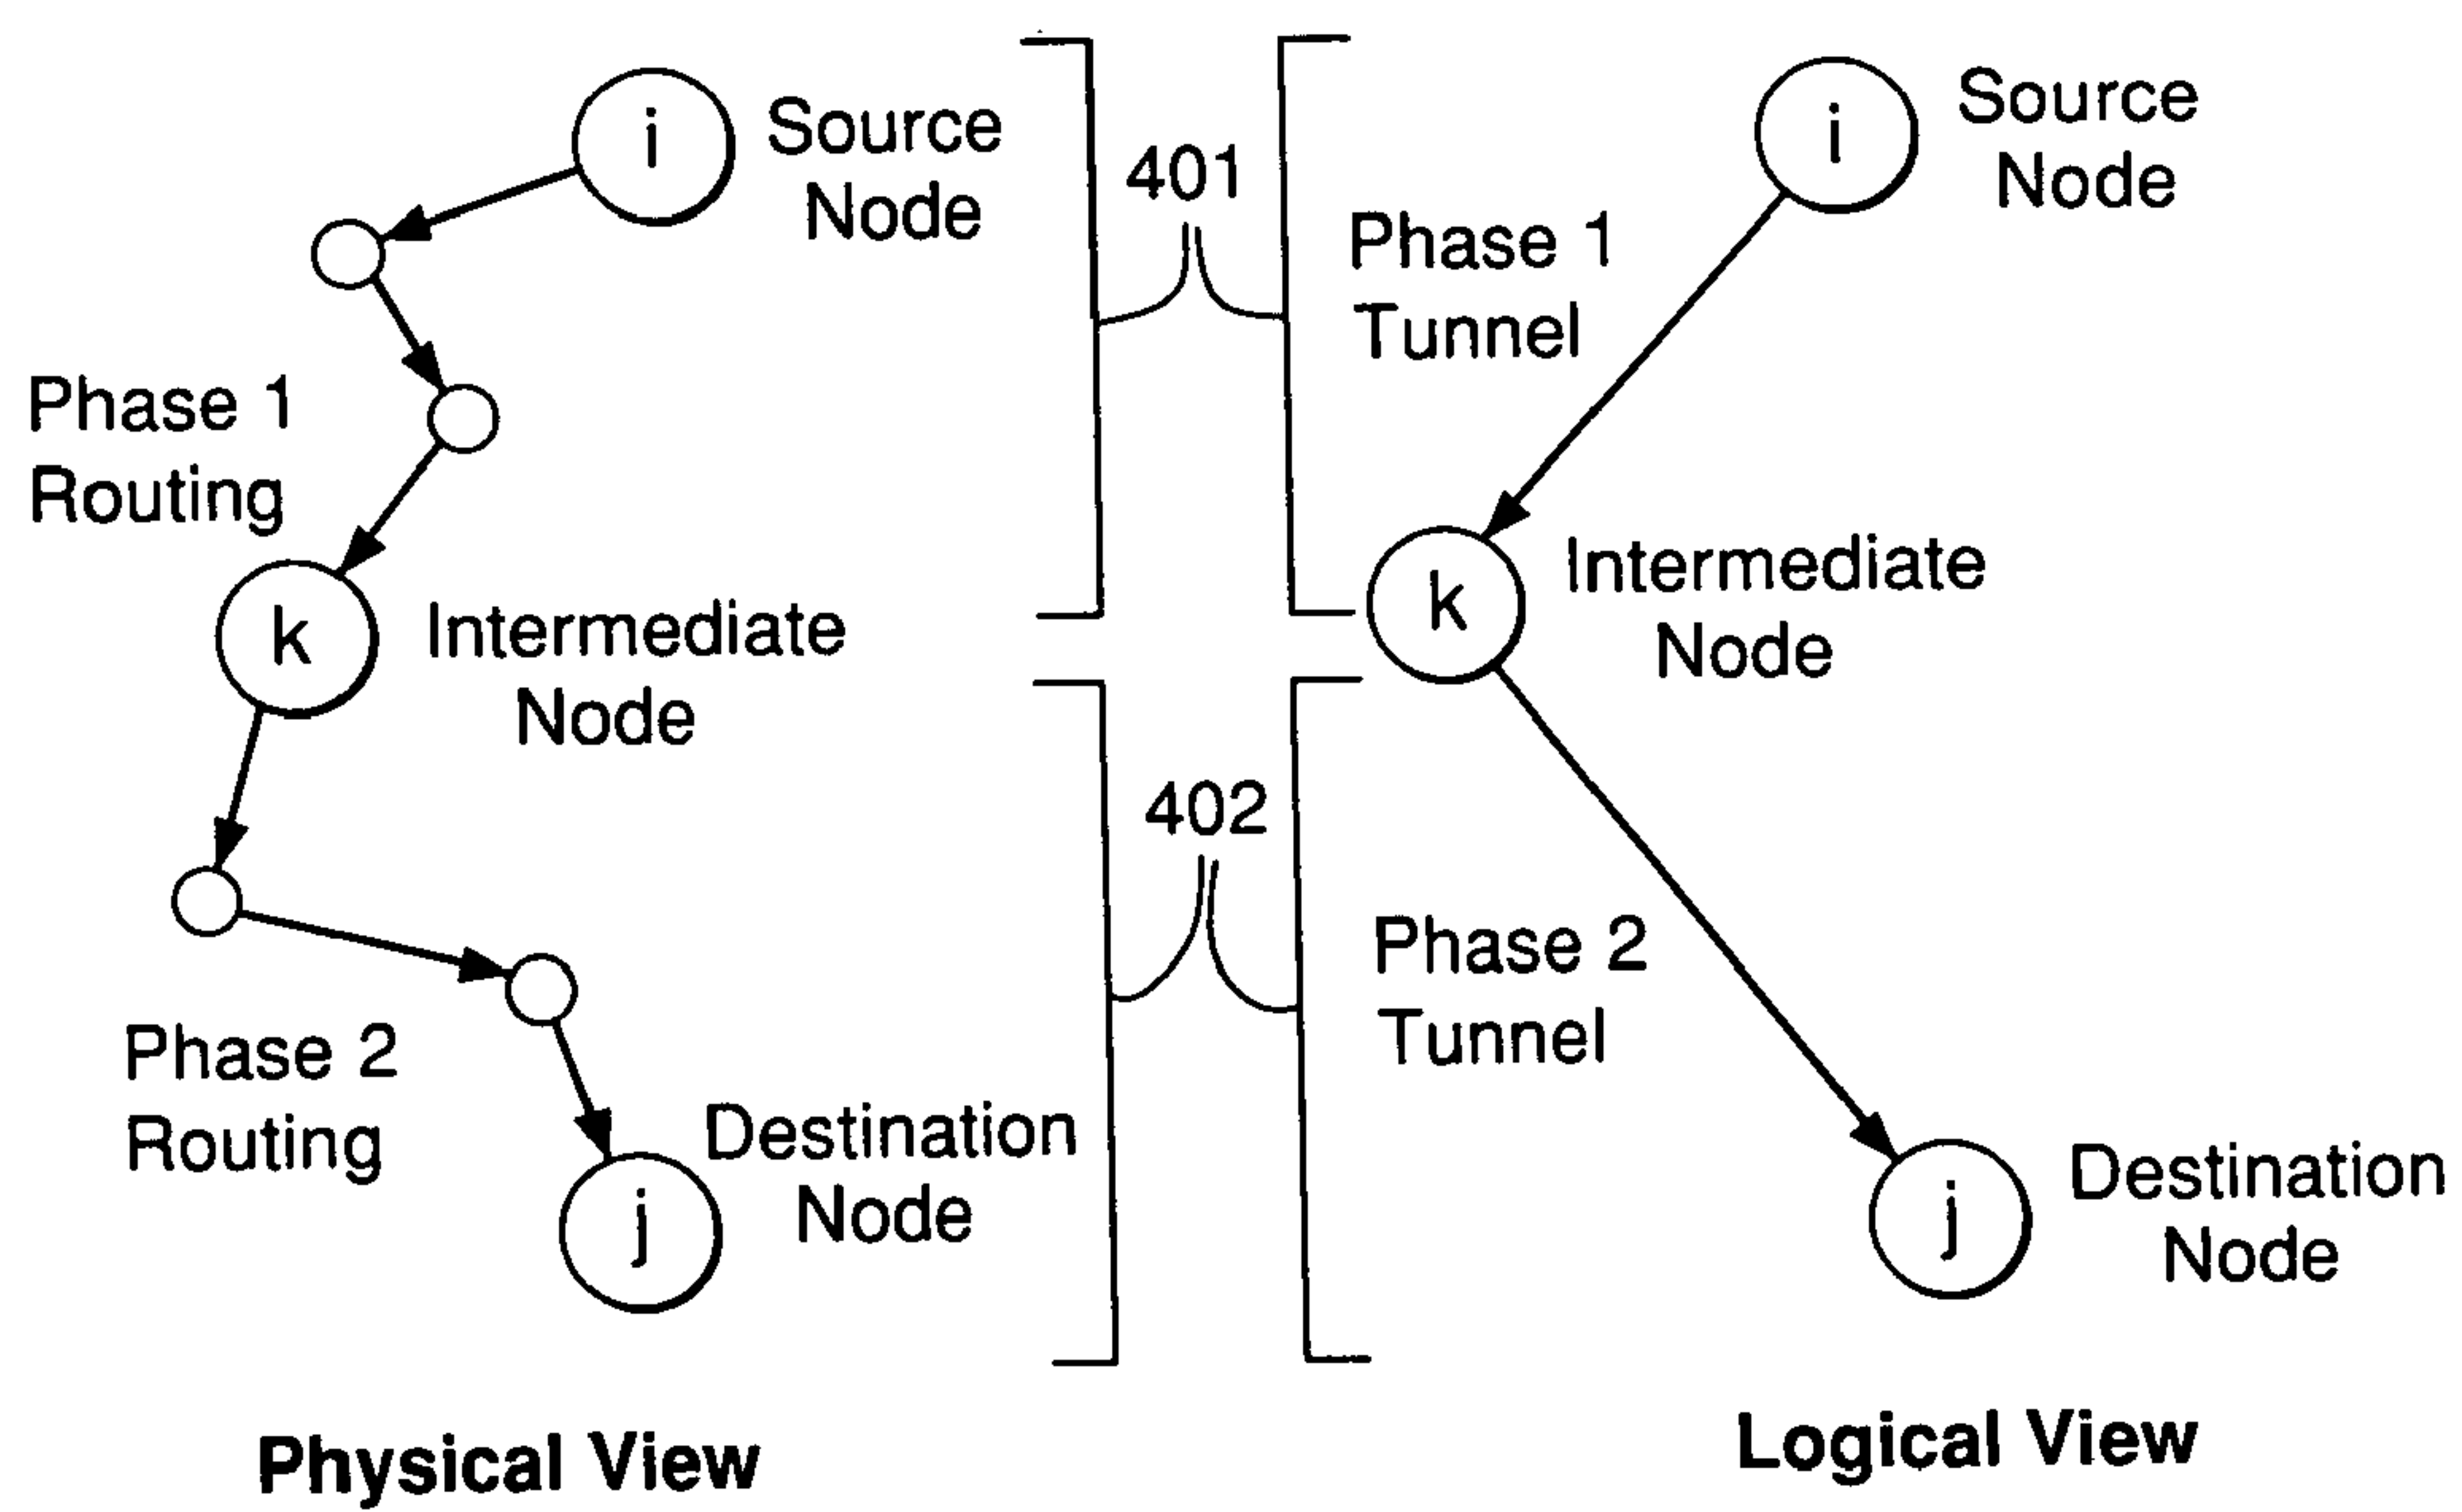 i
Source
Node
Phase 1
Routing
k
Intermediate
Node
Phase 2
Routing
Destination
Node
j
Physical View
401
402
i
Source
Node
Phase 1
Tunnel
k
Intermediate
Node
Phase 2
Tunnel
j
Destination
Node
Logical View